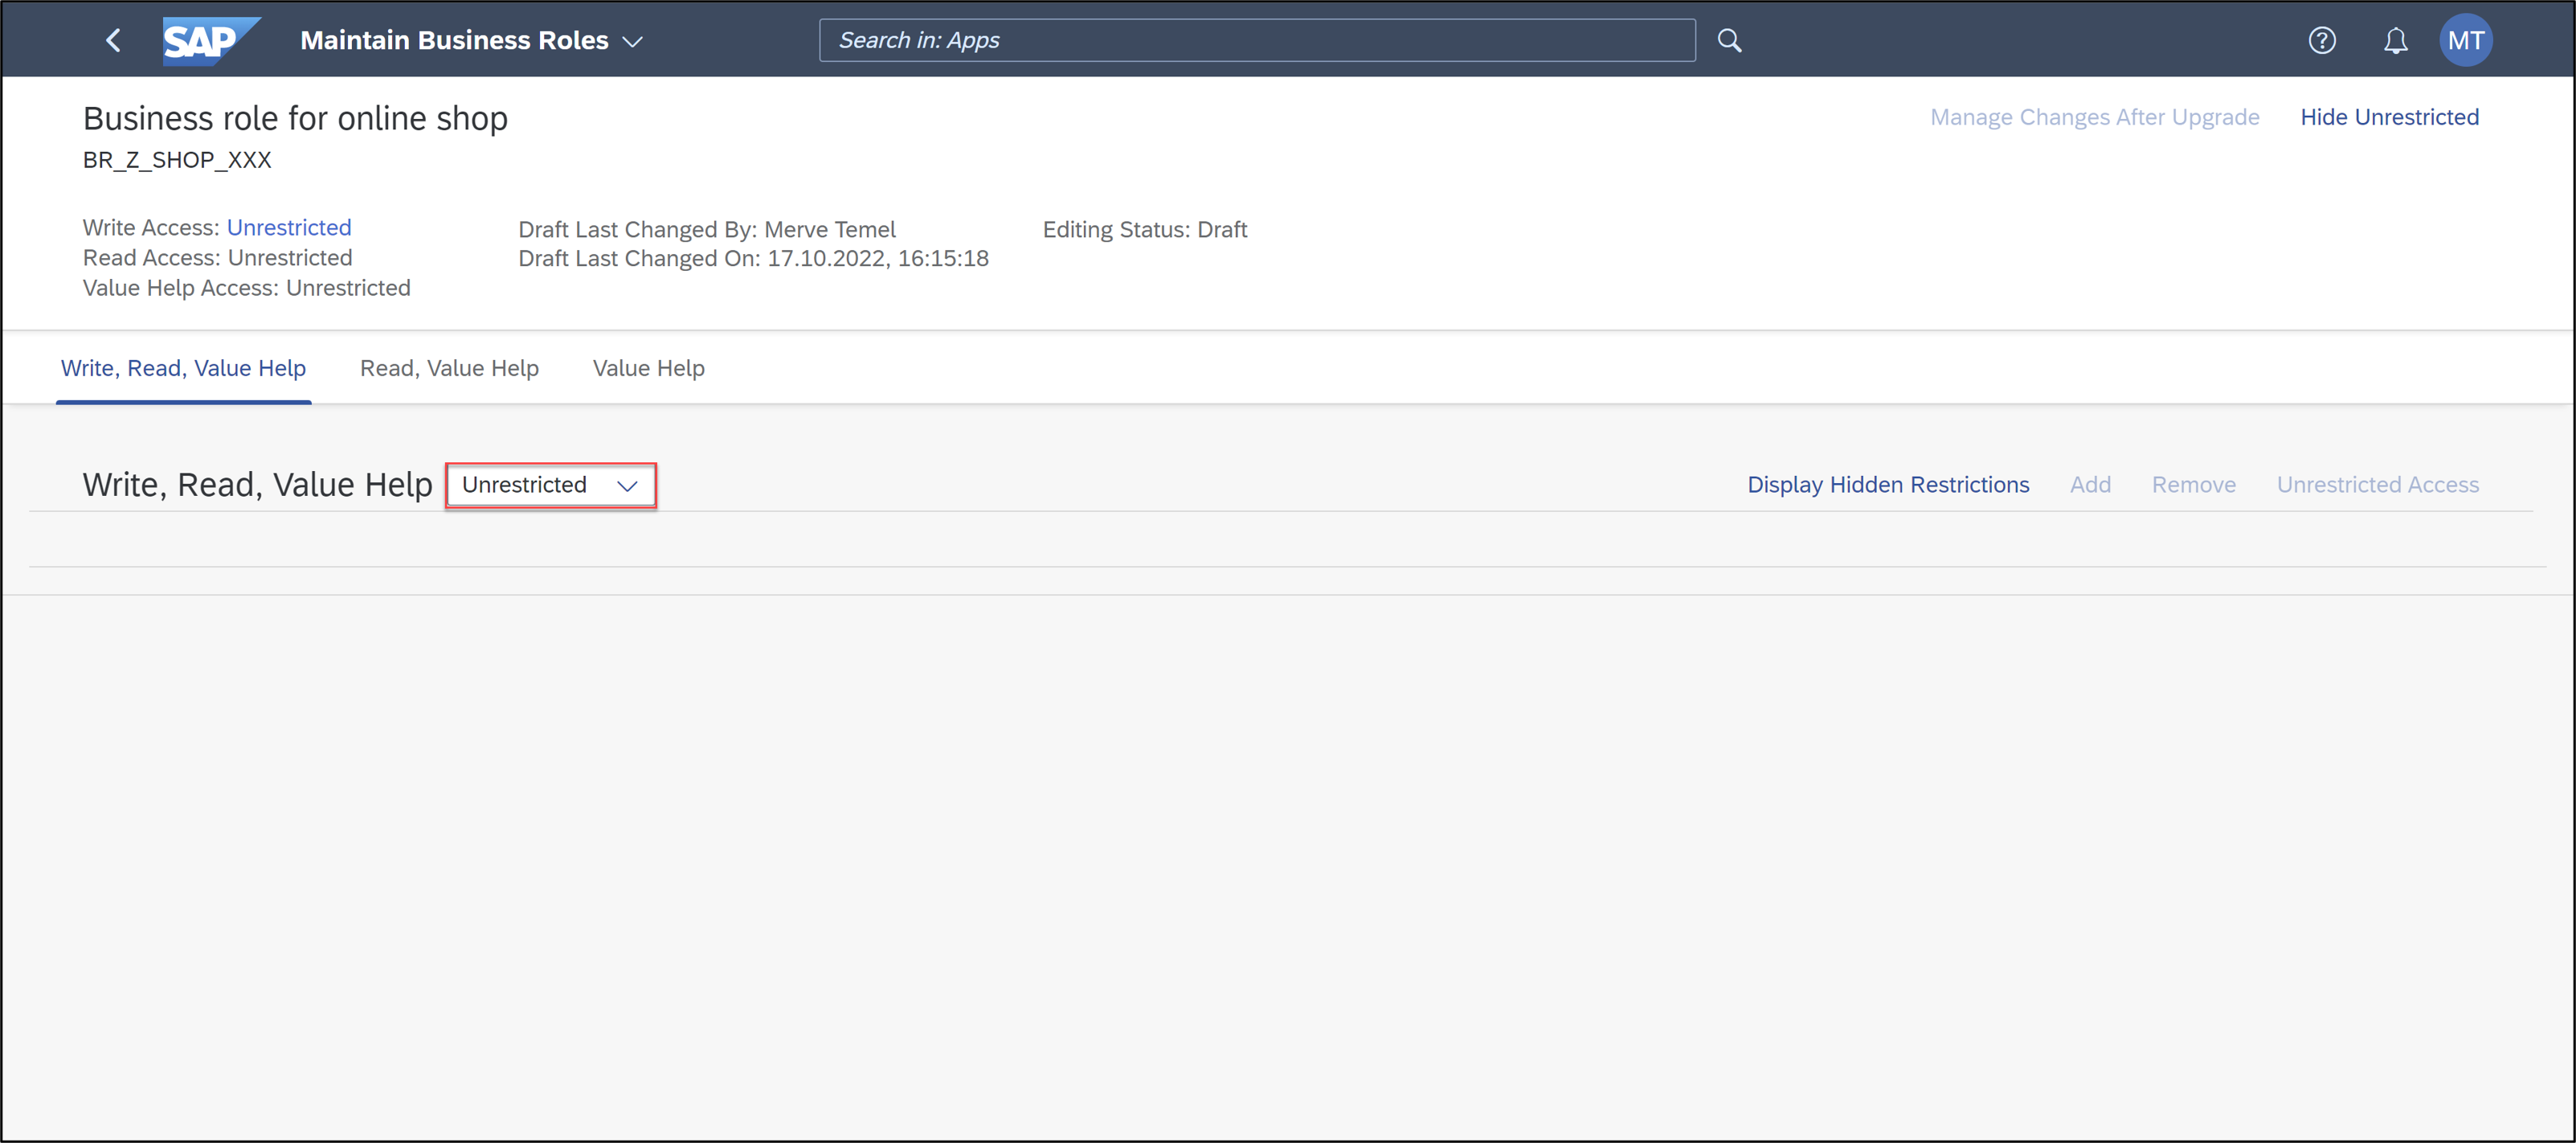 SAP Maintain Business Roles Search in: Apps ? MT
Business role for online shop Manage Changes After Upgrade Hide Unrestricted
BR_Z_SHOP_XXX
Write Access: Unrestricted Draft Last Changed By: Merve Temel Editing Status: Draft
Read Access: Unrestricted Draft Last Changed On: 17.10.2022, 16:15:18
Value Help Access: Unrestricted
Write, Read, Value Help Read, Value Help Value Help
Write, Read, Value Help Unrestricted Display Hidden Restrictions Add Remove Unrestricted Access